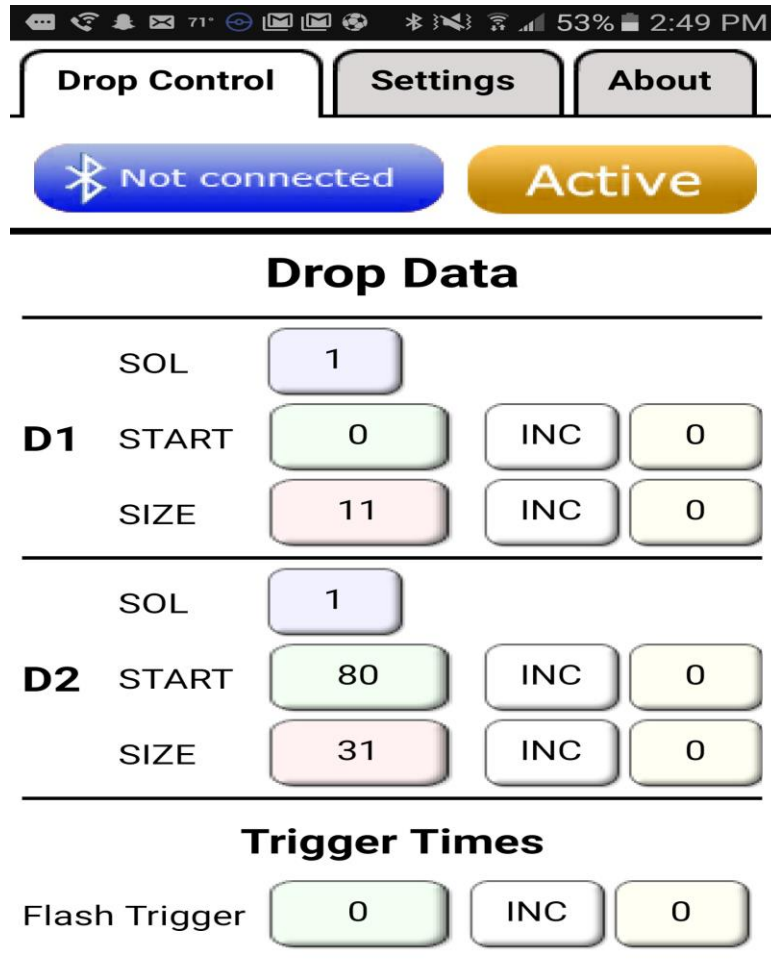 71° 53% 2:49 PM
Drop Control Settings About
Not connected Active
Drop Data
SOL 1
D1 START 0 INC 0
SIZE 11 INC 0
SOL 1
D2 START 80 INC 0
SIZE 31 INC 0
Trigger Times
Flash Trigger 0 INC 0